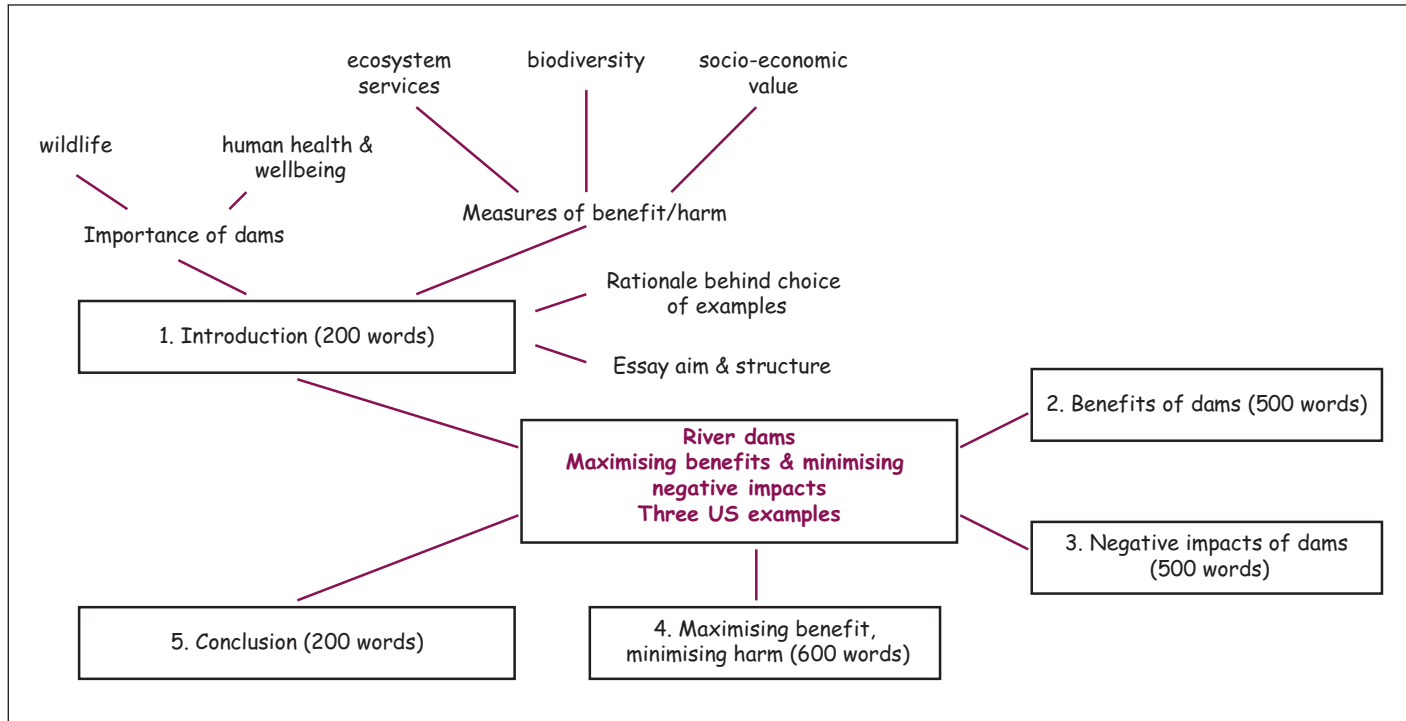 ecosystem
services
biodiversity
socio-economic
value
wildlife
human health &
wellbeing
Measures of benefit/harm
Importance of dams
Rationale behind choice
of examples
1. Introduction (200 words)
Essay aim & structure
2. Benefits of dams (500 words)
River dams
Maximising benefits & minimising
negative impacts
Three US examples
3. Negative impacts of dams
(500 words)
5. Conclusion (200 words)
4. Maximising benefit,
minimising harm (600 words)